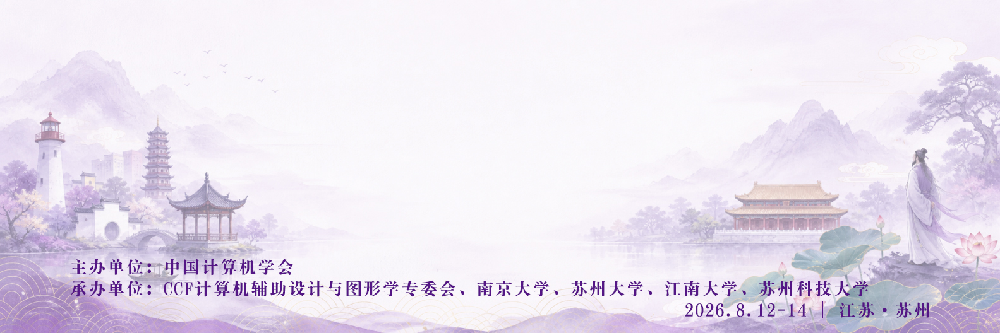 主办单位：中国计算机学会
承办单位：CCF计算机辅助设计与图形学专委会、南京大学、苏州大学、江南大学、苏州科技大学
2026.8.12-14 | 江苏·苏州